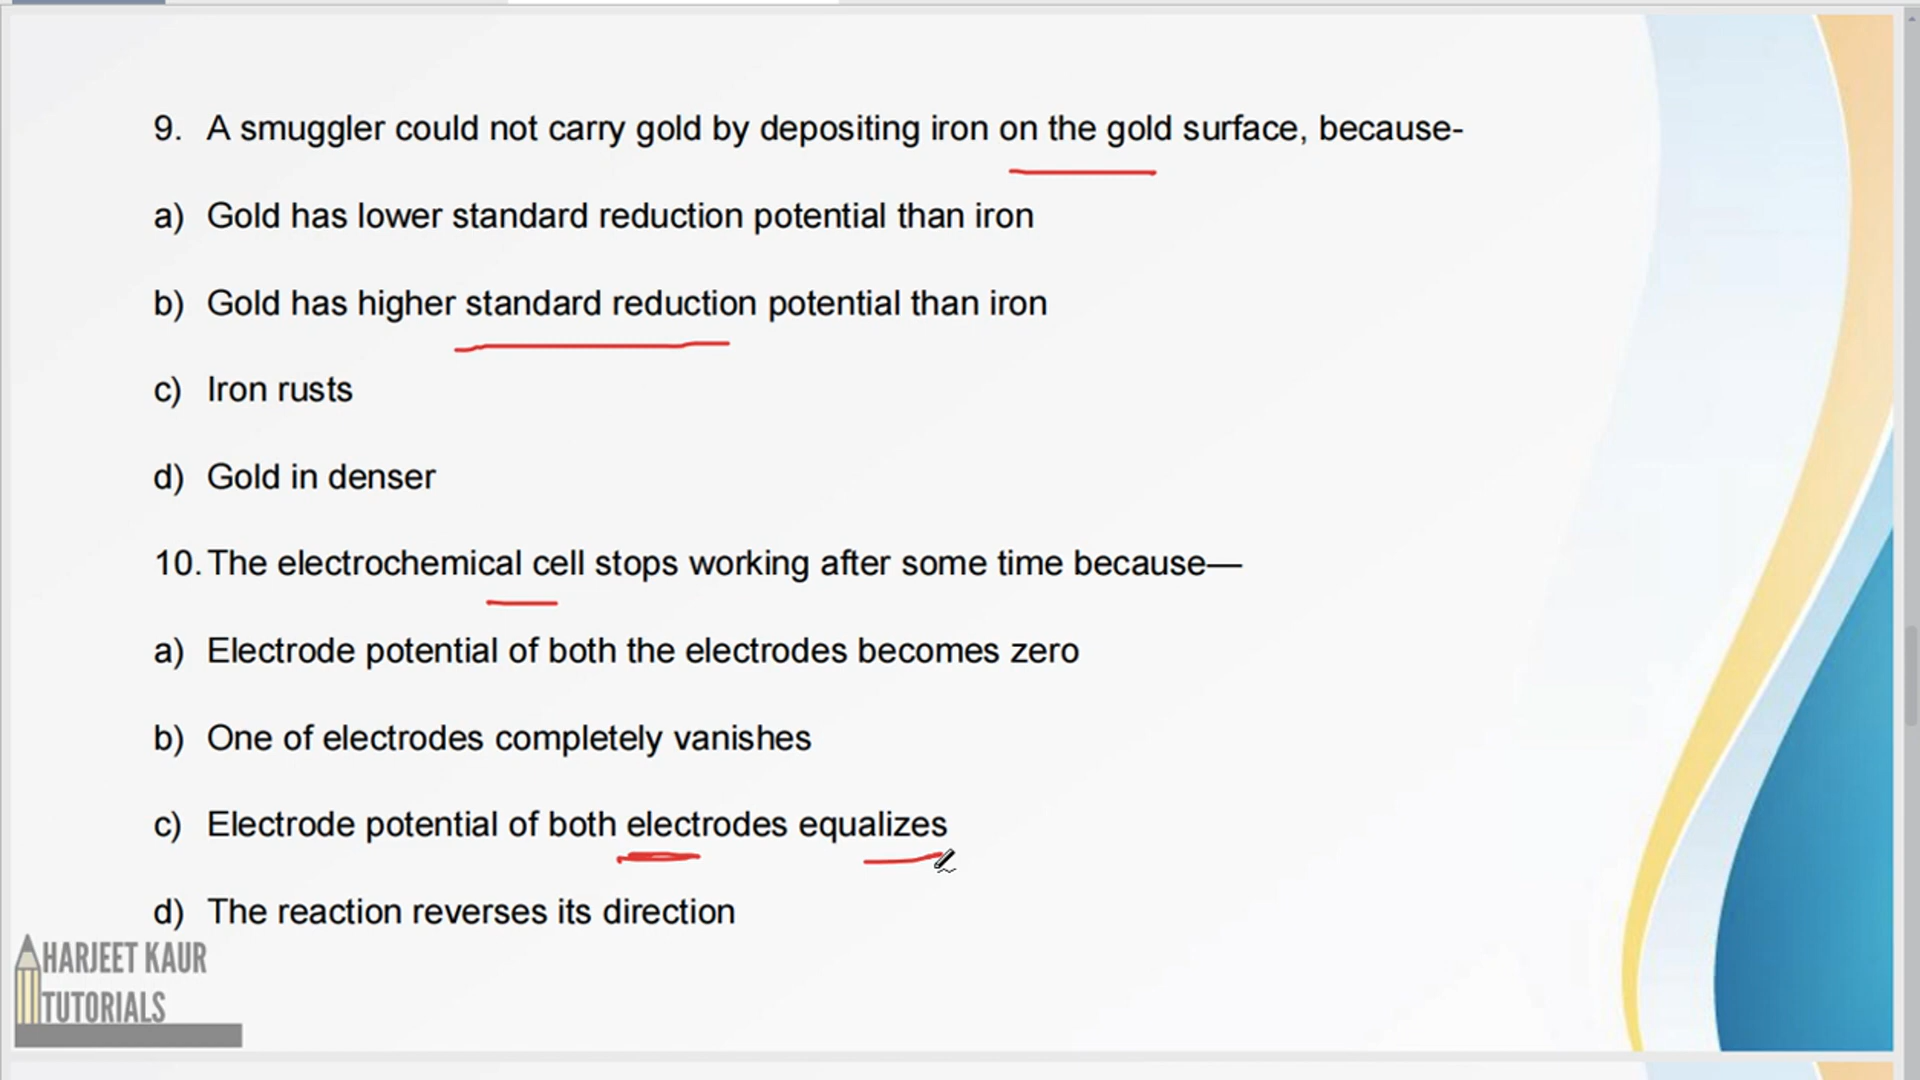 9. A smuggler could not carry gold by depositing iron on the gold surface, because-
a) Gold has lower standard reduction potential than iron
b) Gold has higher standard reduction potential than iron
c) Iron rusts
d) Gold in denser
10. The electrochemical cell stops working after some time because—
a) Electrode potential of both the electrodes becomes zero
b) One of electrodes completely vanishes
c) Electrode potential of both electrodes equalizes
d) The reaction reverses its direction
HARJEET KAUR
TUTORIALS